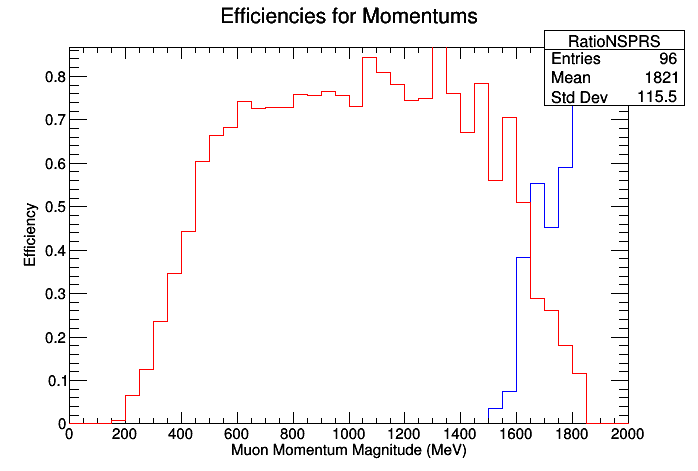 Efficiencies for Momentums
RatioNSPRS
Entries 96
Mean 1821
Std Dev 115.5
Efficiency
0.8
0.7
0.6
0.5
0.4
0.3
0.2
0.1
0
0 200 400 600 800 1000 1200 1400 1600 1800 2000
Muon Momentum Magnitude (MeV)